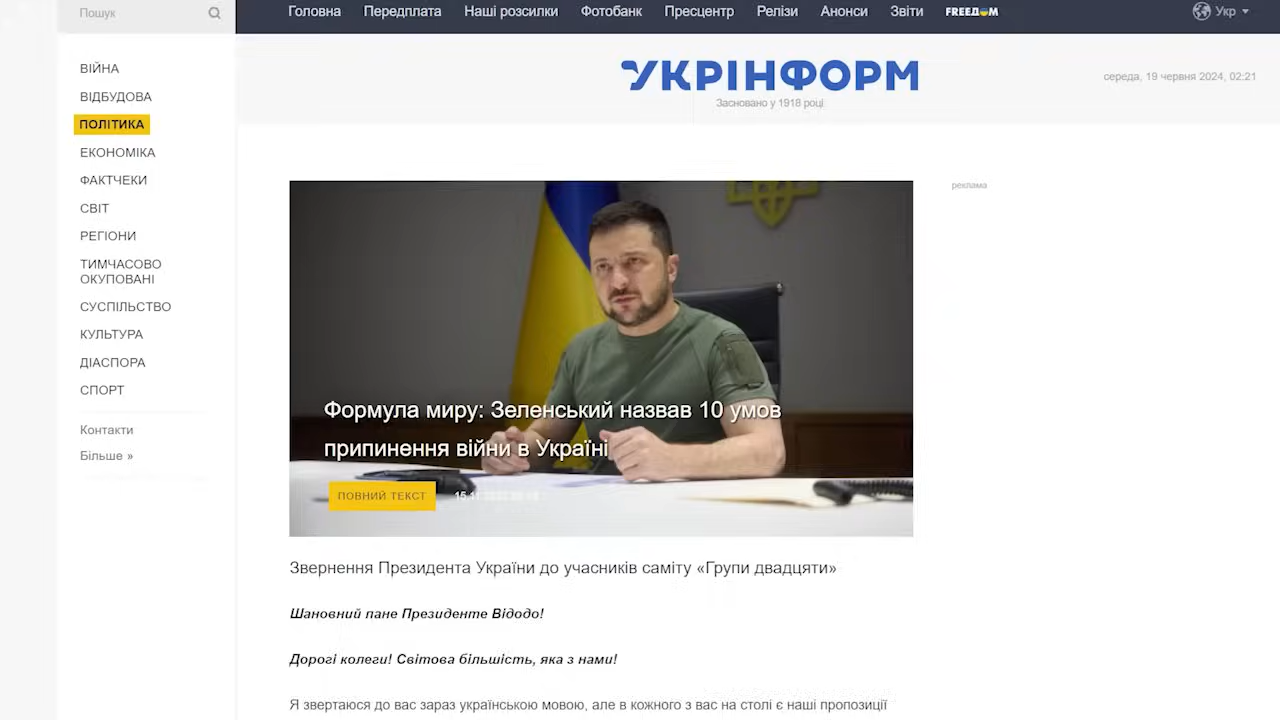 Пошук
Головна Передплата Наші розсилки Фотобанк Пресцентр Релізи Анонси Звіти FREEДОМ Укр
УКРІНФОРМ
Засновано у 1918 році
середа, 19 червня 2024, 02:21
ВІЙНА
ВІДБУДОВА
ПОЛІТИКА
ЕКОНОМІКА
ФАКТЧЕКИ
СВІТ
РЕГІОНИ
ТИМЧАСОВО
ОКУПОВАНІ
СУСПІЛЬСТВО
КУЛЬТУРА
ДІАСПОРА
СПОРТ
Контакти
Більше »
реклама
Формула миру: Зеленський назвав 10 умов
припинення війни в Україні
ПОВНИЙ ТЕКСТ
Звернення Президента України до учасників саміту «Групи двадцяти»
Шановний пане Президенте Відодо!
Дорогі колеги! Світова більшість, яка з нами!
Я звертаюся до вас зараз українською мовою, але в кожного з вас на столі є наші пропозиції